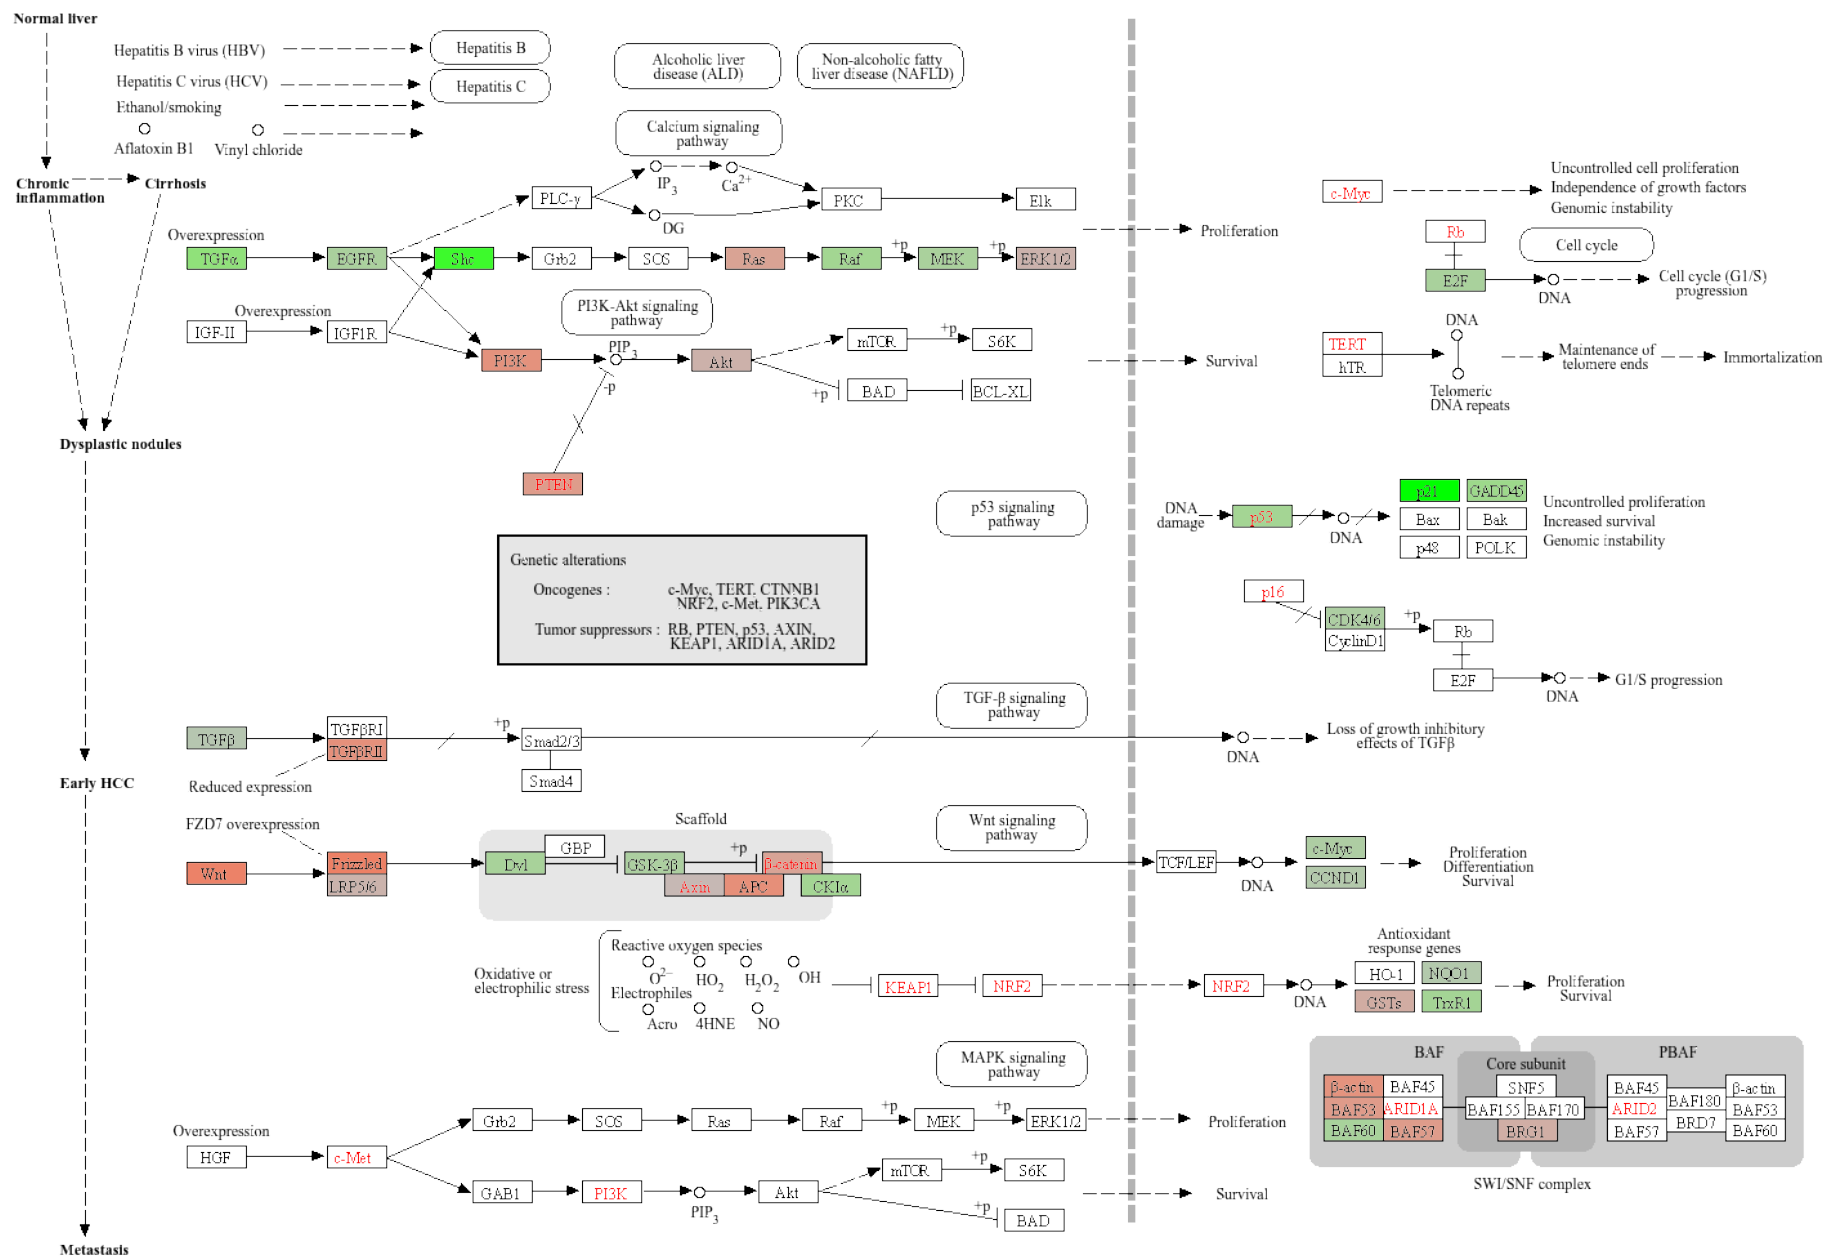 Normal liver
Hepatitis B virus (HBV)
Hepatitis B
Hepatitis C virus (HCV)
Hepatitis C
Ethanol/smoking
Aflatoxin B1
Vinyl chloride
Alcoholic liver
disease (ALD)
Non-alcoholic fatty
liver disease (NAFLD)
Calcium signaling
pathway
Chronic
inflammation
Cirrhosis
IP3
Ca2+
DG
PLC-γ
PKC
Elk
Proliferation
c-Myc
Uncontrolled cell proliferation
Independence of growth factors
Genomic instability
Overexpression
TGFα
EGFR
Shc
Grb2
SOS
Ras
Raf
+p
MEK
+p
ERK1/2
Rb
Cell cycle
E2F
DNA
Cell cycle (G1/S)
progression
Overexpression
IGF-II
IGF1R
PI3K-Akt signaling
pathway
PI3K
PIP3
-p
Akt
mTOR
+p
S6K
+p
BAD
BCL-XL
Survival
TERT
hTR
DNA
Telomeric
DNA repeats
Maintenance of
telomere ends
Immortalization
Dysplastic nodules
PTEN
p53 signaling
pathway
DNA
damage
p53
DNA
p21
GADD45
Bax
Bak
p48
POLK
Uncontrolled proliferation
Increased survival
Genomic instability
Genetic alterations
Oncogenes : c-Myc, TERT, CTNNB1
NRF2, c-Met, PIK3CA
Tumor suppressors : RB, PTEN, p53, AXIN,
KEAP1, ARID1A, ARID2
p16
CDK4/6
CyclinD1
+p
Rb
E2F
DNA
G1/S progression
TGF-β signaling
pathway
TGFβ
TGFβRI
TGFβRII
+p
Smad2/3
Smad4
DNA
Loss of growth inhibitory
effects of TGFβ
Reduced expression
Early HCC
FZD7 overexpression
Scaffold
Wnt signaling
pathway
Wnt
Frizzled
LRP5/6
Dvl
GBP
GSK-3β
+p
β-catenin
Axin
APC
CKIα
TCF/LEF
DNA
c-Myc
CCND1
Proliferation
Differentiation
Survival
Oxidative or
electrophilic stress
Reactive oxygen species
O2−
HO2
H2O2
OH
Electrophiles
Acro
4HNE
NO
KEAP1
NRF2
NRF2
DNA
Antioxidant
response genes
HO-1
NQO1
GSTs
TrxR1
Proliferation
Survival
MAPK signaling
pathway
Overexpression
HGF
c-Met
Grb2
SOS
Ras
Raf
+p
MEK
+p
ERK1/2
Proliferation
GAB1
PI3K
PIP3
Akt
mTOR
+p
S6K
+p
BAD
Survival
BAF
Core subunit
PBAF
β-actin
BAF45
BAF53
ARID1A
BAF60
BAF57
SNF5
BAF155
BAF170
BRG1
BAF45
ARID2
BAF57
BAF180
BRD7
β-actin
BAF53
BAF60
SWI/SNF complex
Metastasis